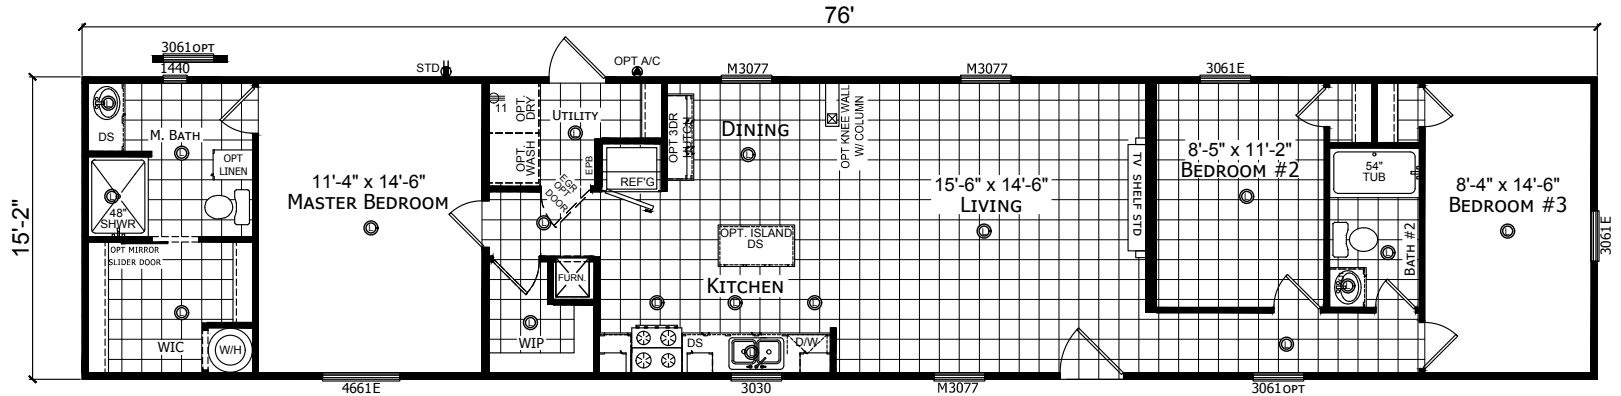 76'
15'-2"
3061OPT
1440
STD
OPT A/C
M3077
M3077
3061E
DS
M. BATH
OPT
LINEN
48"
SHWR
OPT MIRROR
SLIDER DOOR
WIC
W/H
11'-4" x 14'-6"
MASTER BEDROOM
11
OPT.
DRY
OPT.
WASH
UTILITY
EPB
EGR
OPT
DOOR
REF'G
FURN.
WIP
OPT 3DR
HUTCH
DINING
OPT KNEE WALL
W/ COLUMN
OPT. ISLAND
DS
KITCHEN
DS
D/W
15'-6" x 14'-6"
LIVING
TV SHELF STD
8'-5" x 11'-2"
BEDROOM #2
54"
TUB
BATH #2
8'-4" x 14'-6"
BEDROOM #3
3061E
4661E
3030
M3077
3061OPT